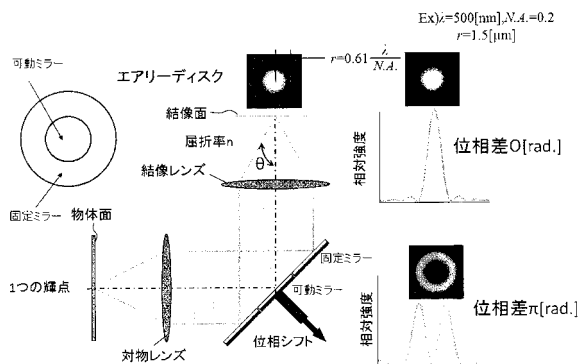 Ex)λ=500[nm],N.A.=0.2
r=1.5[μm]
可動ミラー
エアリーディスク
r=0.61 λ/N.A.
結像面
屈折率n
θ
結像レンズ
相対強度
位相差0[rad.]
固定ミラー
物体面
固定ミラー
1つの輝点
可動ミラー
対物レンズ
位相シフト
相対強度
位相差π[rad.]